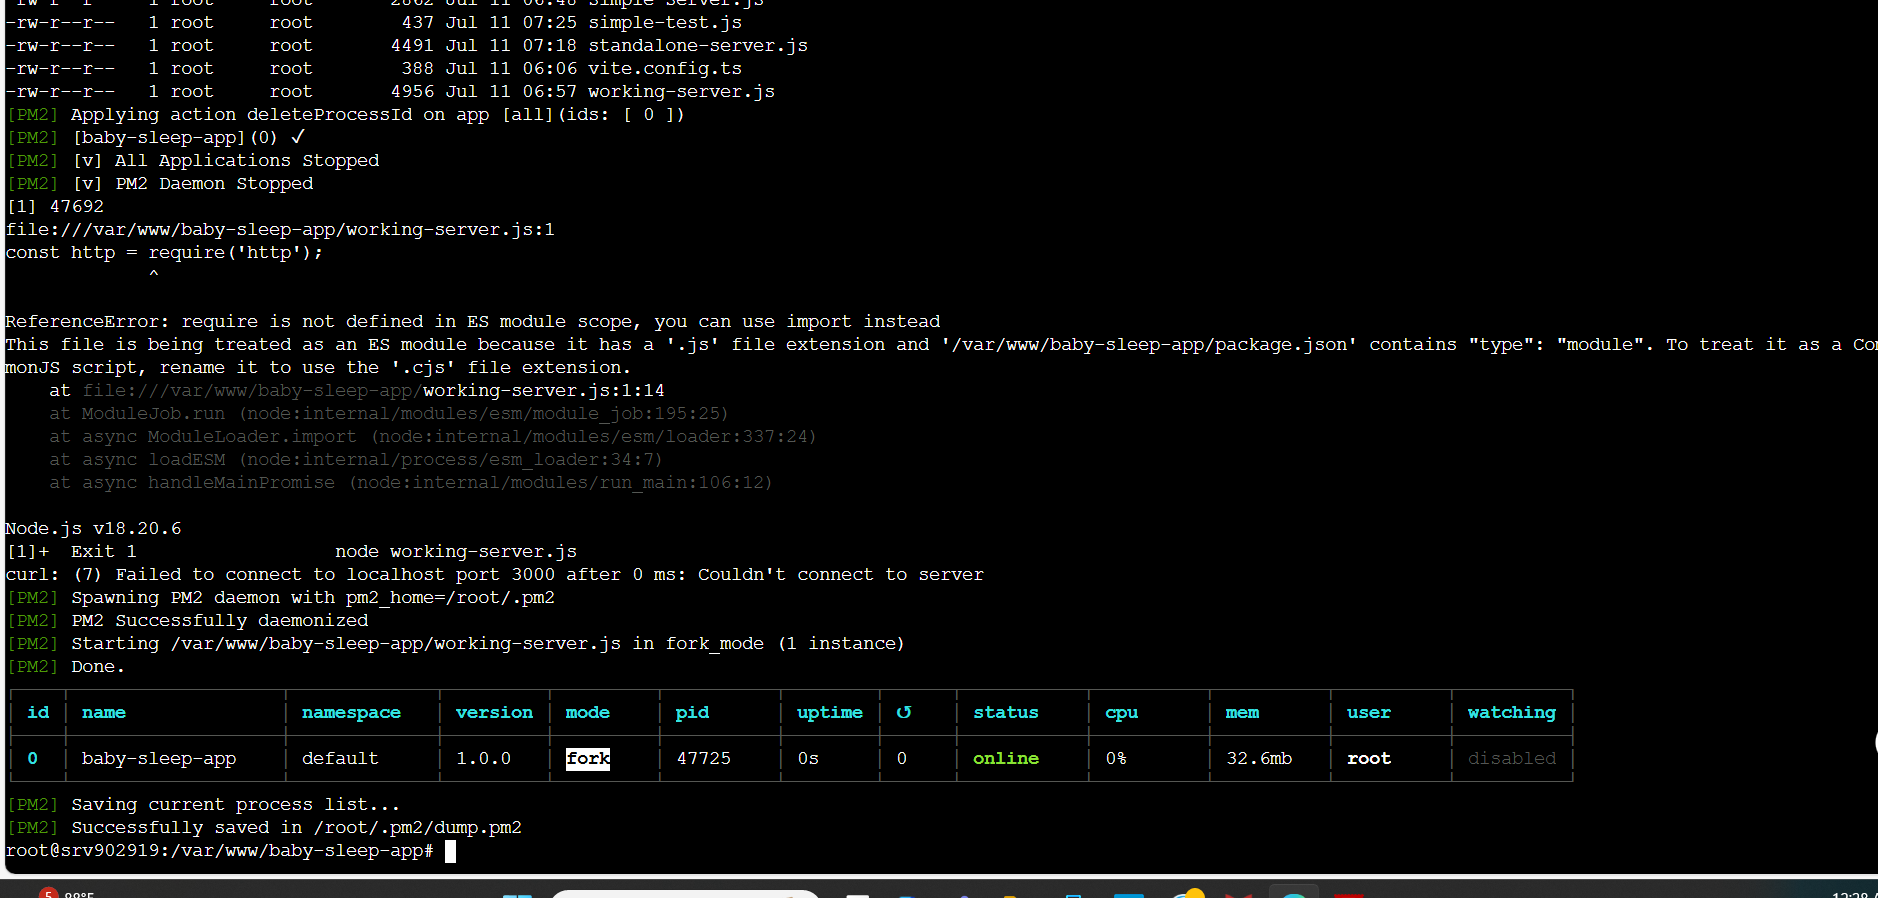 -rw-r--r--   1 root     root       2862 Jul 11 06:48 simple-server.js
-rw-r--r--   1 root     root        437 Jul 11 07:25 simple-test.js
-rw-r--r--   1 root     root       4491 Jul 11 07:18 standalone-server.js
-rw-r--r--   1 root     root        388 Jul 11 06:06 vite.config.ts
-rw-r--r--   1 root     root       4956 Jul 11 06:57 working-server.js
[PM2] Applying action deleteProcessId on app [all](ids: [ 0 ])
[PM2] [baby-sleep-app](0) ✓
[PM2] [v] All Applications Stopped
[PM2] [v] PM2 Daemon Stopped
[1] 47692
file:///var/www/baby-sleep-app/working-server.js:1
const http = require('http');
^
ReferenceError: require is not defined in ES module scope, you can use import instead
This file is being treated as an ES module because it has a '.js' file extension and '/var/www/baby-sleep-app/package.json' contains "type": "module". To treat it as a Com
monJS script, rename it to use the '.cjs' file extension.
at file:///var/www/baby-sleep-app/working-server.js:1:14
at ModuleJob.run (node:internal/modules/esm/module_job:195:25)
at async ModuleLoader.import (node:internal/modules/esm/loader:337:24)
at async loadESM (node:internal/process/esm_loader:34:7)
at async handleMainPromise (node:internal/modules/run_main:106:12)
Node.js v18.20.6
[1]+  Exit 1                  node working-server.js
curl: (7) Failed to connect to localhost port 3000 after 0 ms: Couldn't connect to server
[PM2] Spawning PM2 daemon with pm2_home=/root/.pm2
[PM2] PM2 Successfully daemonized
[PM2] Starting /var/www/baby-sleep-app/working-server.js in fork_mode (1 instance)
[PM2] Done.
id name namespace version mode pid uptime ↺ status cpu mem user watching
0 baby-sleep-app default 1.0.0 fork 47725 0s 0 online 0% 32.6mb root disabled
[PM2] Saving current process list...
[PM2] Successfully saved in /root/.pm2/dump.pm2
root@srv902919:/var/www/baby-sleep-app#
5